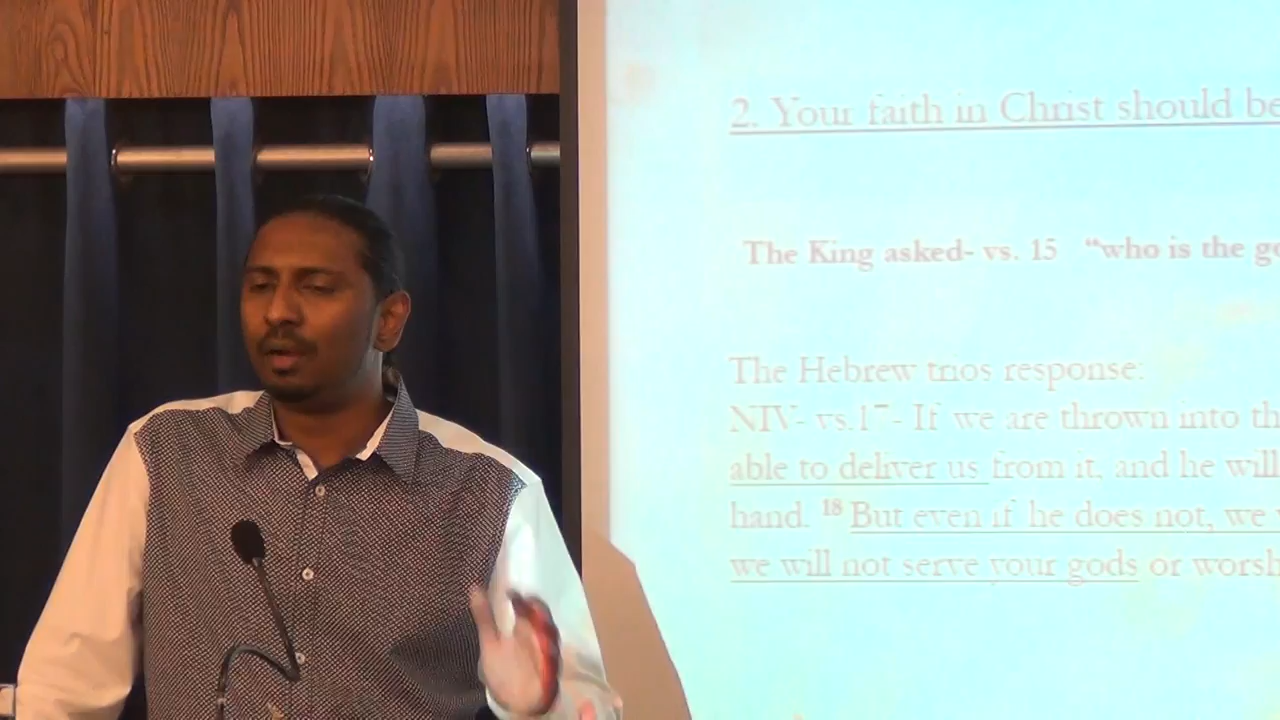 2. Your faith in Christ should be
The King asked- vs. 15 “who is the go
The Hebrew trios response:
NIV- vs.17- If we are thrown into th
able to deliver us from it, and he will
hand. 18 But even if he does not, we
we will not serve your gods or worsh